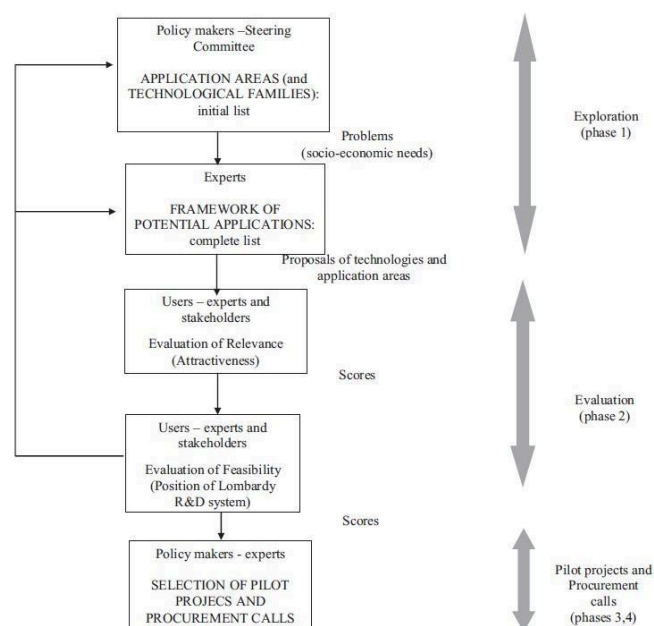 Policy makers –Steering
Committee
APPLICATION AREAS (and
TECHNOLOGICAL FAMILIES):
initial list
Exploration
(phase 1)
Problems
(socio-economic needs)
Experts
FRAMEWORK OF
POTENTIAL APPLICATIONS:
complete list
Proposals of technologies and
application areas
Users – experts and
stakeholders
Evaluation of Relevance
(Attractiveness)
Scores
Evaluation
(phase 2)
Users – experts and
stakeholders
Evaluation of Feasibility
(Position of Lombardy
R&D system)
Scores
Policy makers - experts
SELECTION OF PILOT
PROJECS AND
PROCUREMENT CALLS
Pilot projects and
Procurement
calls
(phases 3,4)